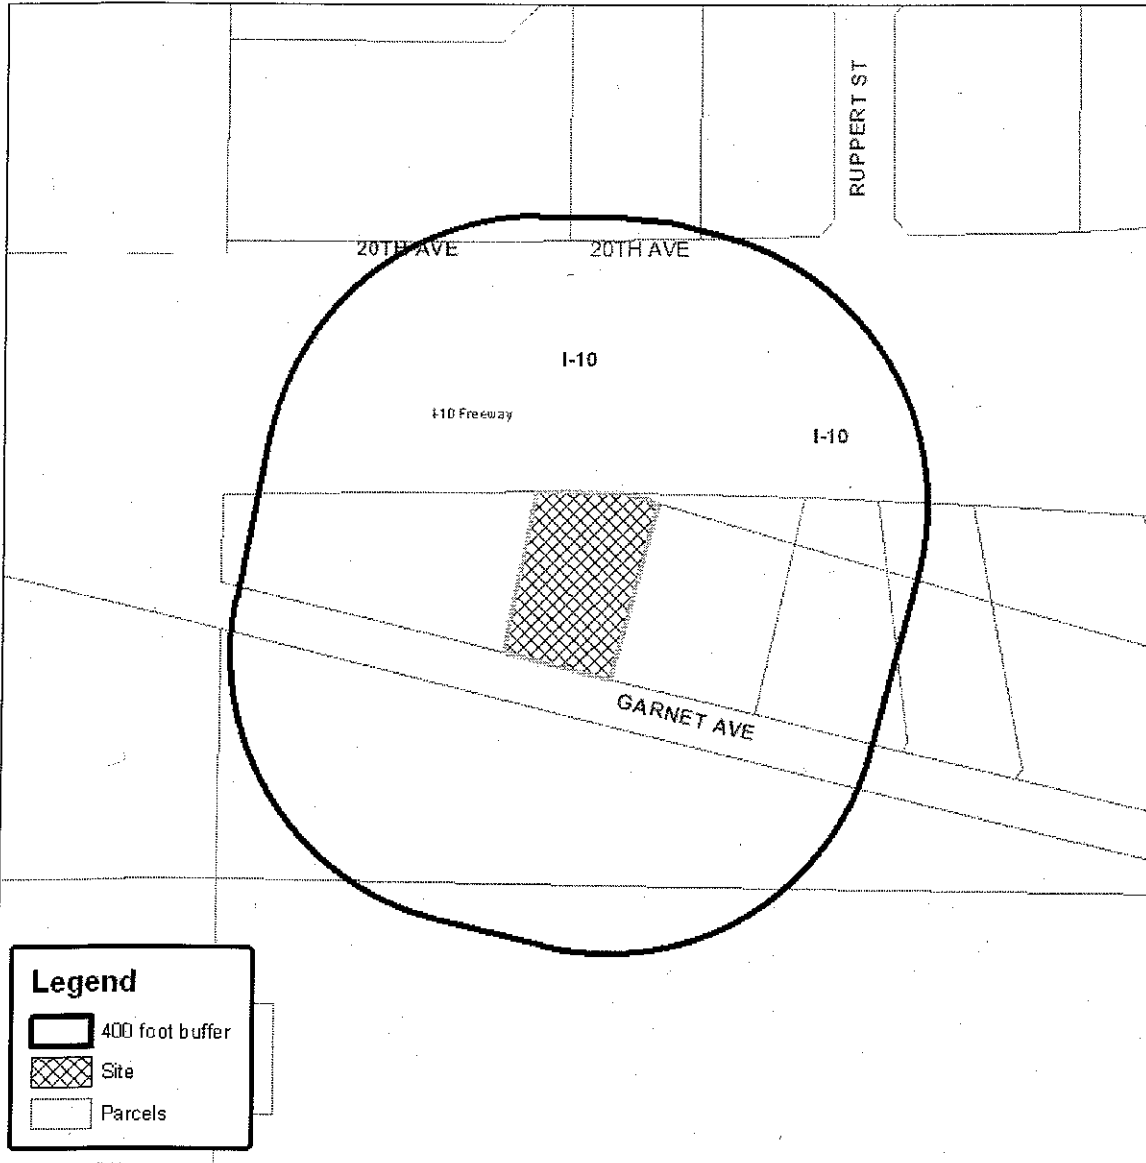 RUPPERT ST
20TH AVE
20TH AVE
I-10
I-10 Freeway
I-10
GARNET AVE
Legend
400 foot buffer
Site
Parcels